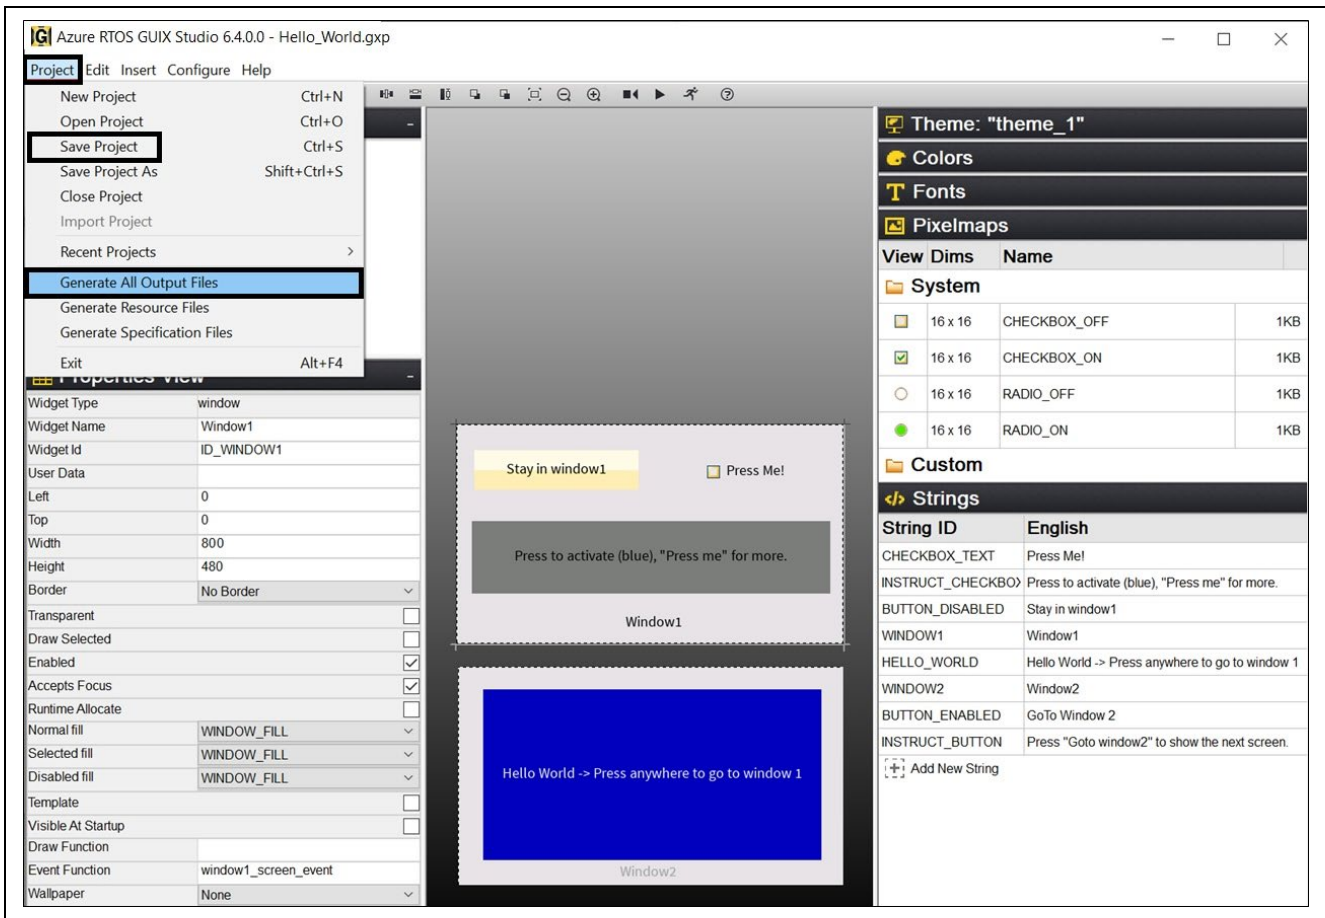 Azure RTOS GUIX Studio 6.4.0.0 - Hello_World.gxp
Project Edit Insert Configure Help
New Project Ctrl+N
Open Project Ctrl+O
Save Project Ctrl+S
Save Project As Shift+Ctrl+S
Close Project
Import Project
Recent Projects
Generate All Output Files
Generate Resource Files
Generate Specification Files
Exit Alt+F4
Properties View
Widget Type window
Widget Name Window1
Widget Id ID_WINDOW1
User Data
Left 0
Top 0
Width 800
Height 480
Border No Border
Transparent
Draw Selected
Enabled
Accepts Focus
Runtime Allocate
Normal fill WINDOW_FILL
Selected fill WINDOW_FILL
Disabled fill WINDOW_FILL
Template
Visible At Startup
Draw Function
Event Function window1_screen_event
Wallpaper None
Stay in window1
Press Me!
Press to activate (blue), "Press me" for more.
Window1
Hello World -> Press anywhere to go to window 1
Window2
Theme: "theme_1"
Colors
Fonts
Pixelmaps
View Dims Name
System
16 x 16 CHECKBOX_OFF 1KB
16 x 16 CHECKBOX_ON 1KB
16 x 16 RADIO_OFF 1KB
16 x 16 RADIO_ON 1KB
Custom
Strings
String ID English
CHECKBOX_TEXT Press Me!
INSTRUCT_CHECKBO Press to activate (blue), "Press me" for more.
BUTTON_DISABLED Stay in window1
WINDOW1 Window1
HELLO_WORLD Hello World -> Press anywhere to go to window 1
WINDOW2 Window2
BUTTON_ENABLED GoTo Window 2
INSTRUCT_BUTTON Press "Goto window2" to show the next screen.
Add New String